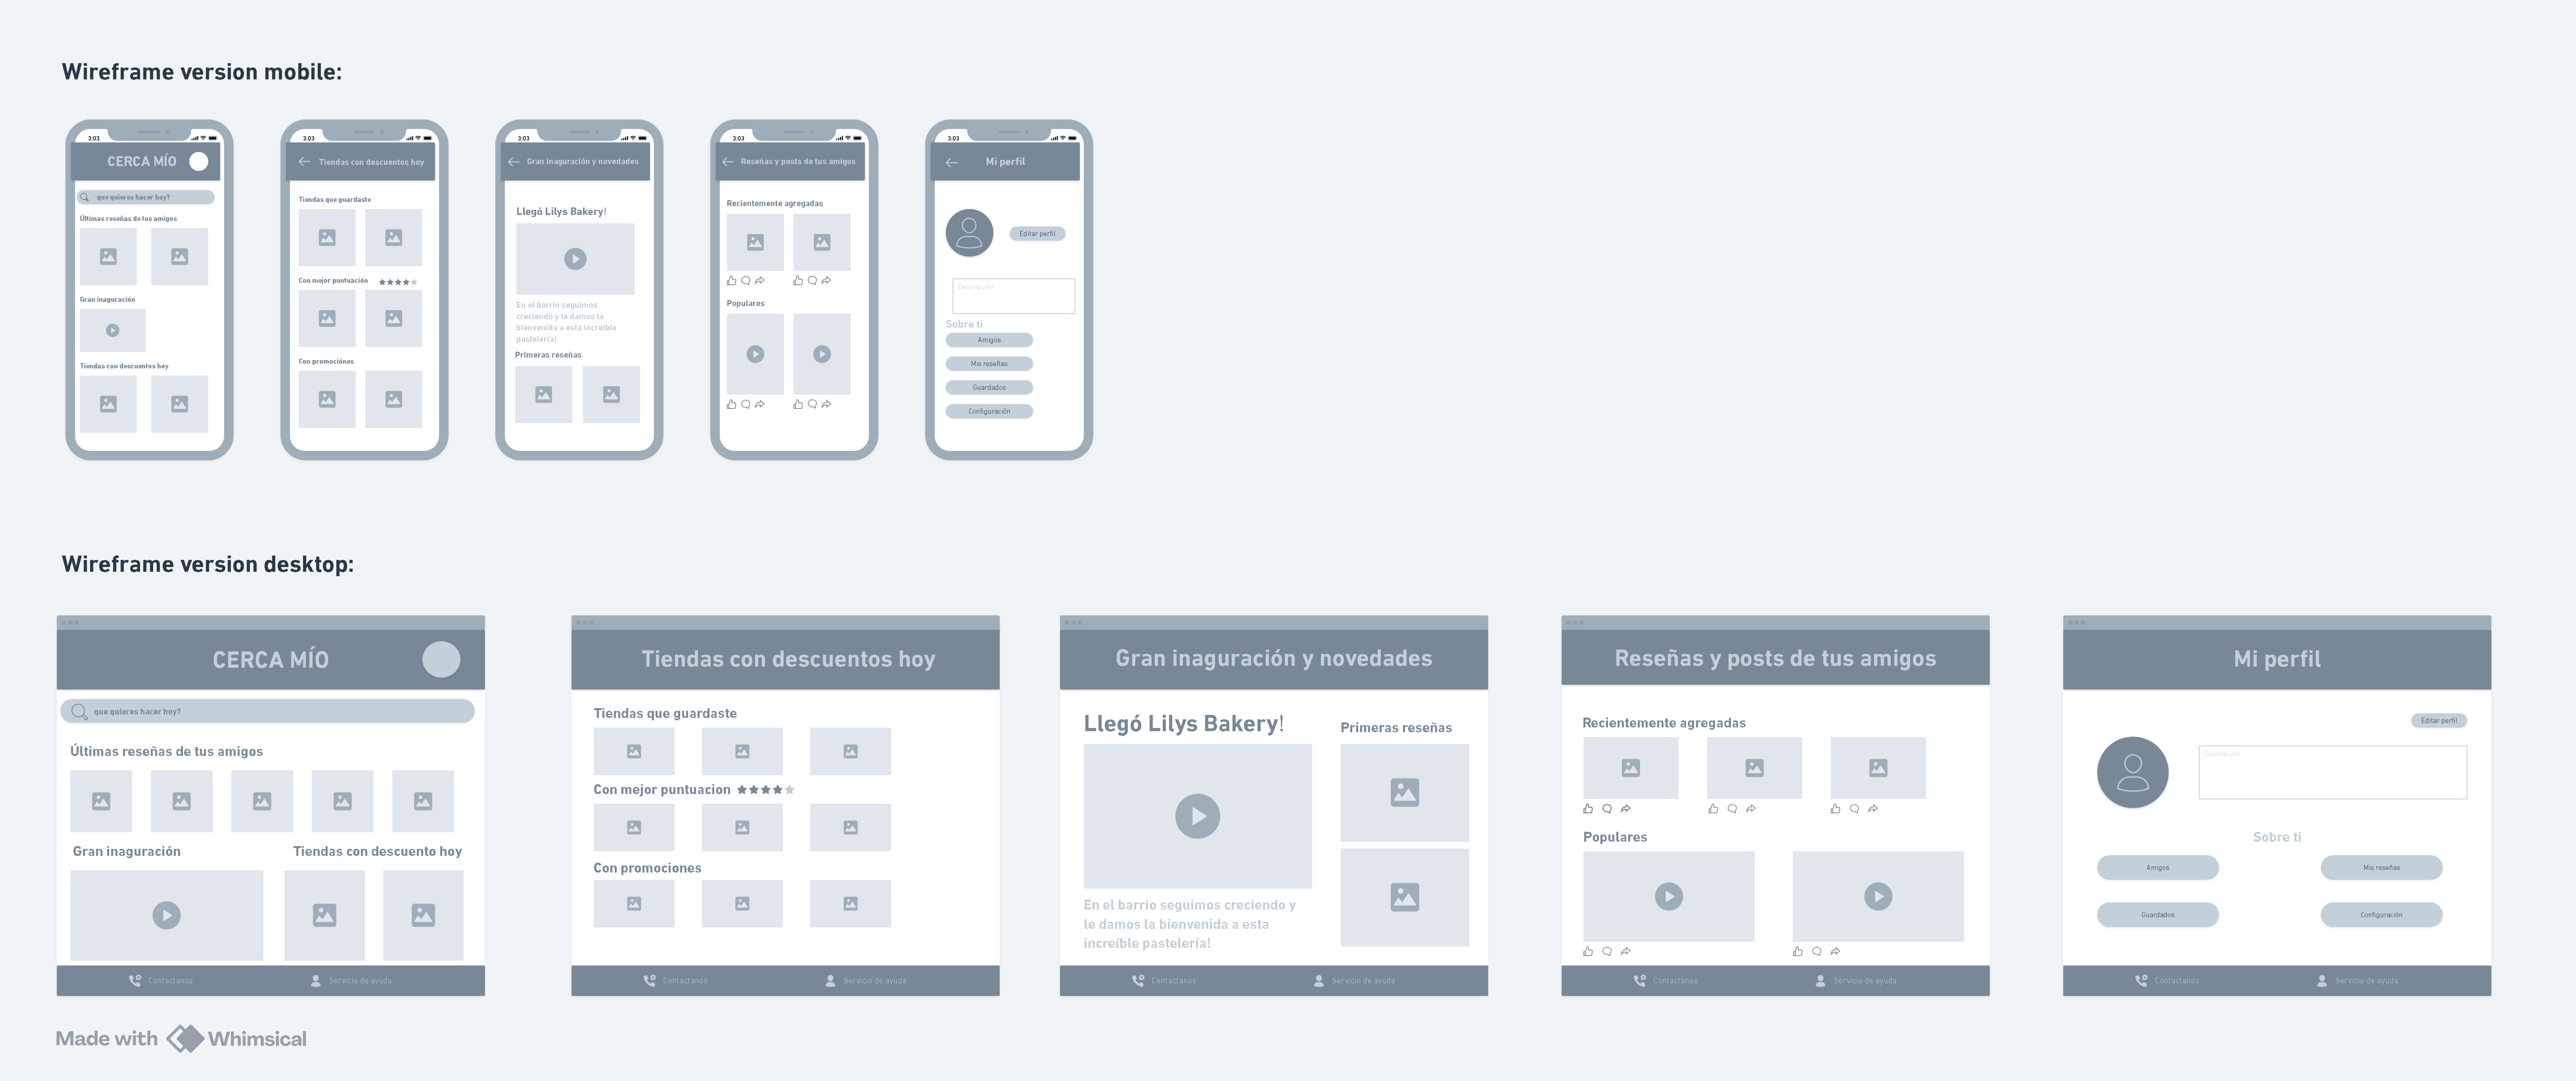 Wireframe version mobile:
3:03
CERCA MÍO
que quieres hacer hoy?
Últimas reseñas de tus amigos
Gran inaguración
Tiendas con descuentos hoy
3:03
Tiendas con descuentos hoy
Tiendas que guardaste
Con mejor puntuación
Con promociónes
3:03
Gran inaguración y novedades
Llegó Lilys Bakery!
En el barrio seguimos
creciendo y le damos la
bienvenida a esta increíble
pastelería!
Primeras reseñas
3:03
Reseñas y posts de tus amigos
Recientemente agregadas
Populares
3:03
Mi perfil
Editar perfil
Descripción
Sobre ti
Amigos
Mis reseñas
Guardados
Configuración
Wireframe version desktop:
CERCA MÍO
que quieres hacer hoy?
Últimas reseñas de tus amigos
Gran inaguración
Tiendas con descuento hoy
Contactanos
Servicio de ayuda
Tiendas con descuentos hoy
Tiendas que guardaste
Con mejor puntuacion
Con promociones
Contactanos
Servicio de ayuda
Gran inaguración y novedades
Llegó Lilys Bakery!
Primeras reseñas
En el barrio seguimos creciendo y
le damos la bienvenida a esta
increíble pastelería!
Contactanos
Servicio de ayuda
Reseñas y posts de tus amigos
Recientemente agregadas
Populares
Contactanos
Servicio de ayuda
Mi perfil
Editar perfil
Descripción
Sobre ti
Amigos
Mis reseñas
Guardados
Configuración
Contactanos
Servicio de ayuda
Made with Whimsical